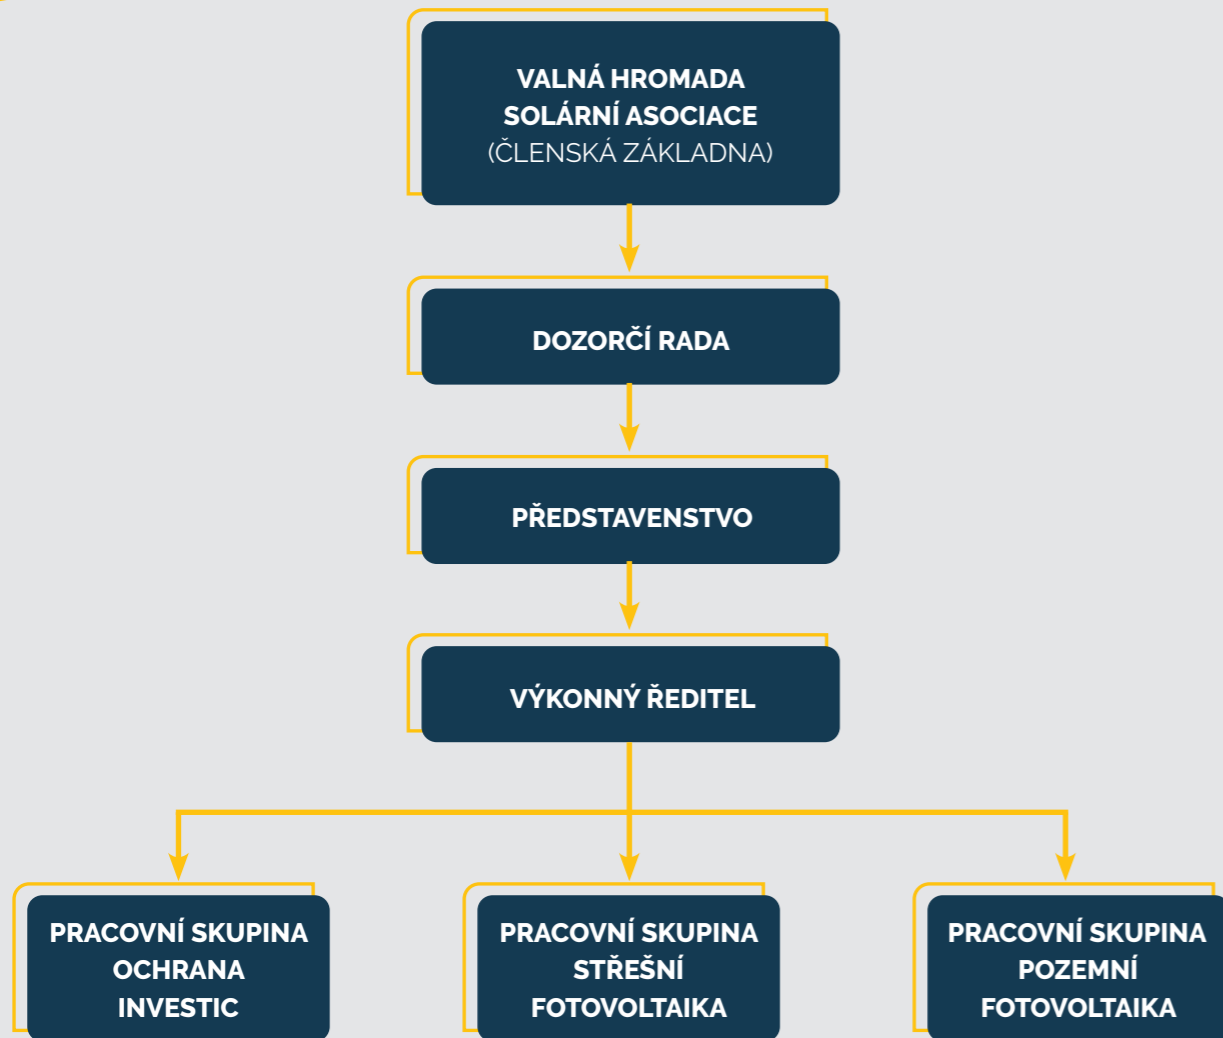 VALNÁ HROMADA
SOLÁRNÍ ASOCIACE
(ČLENSKÁ ZÁKLADNA)
DOZORČÍ RADA
PŘEDSTAVENSTVO
VÝKONNÝ ŘEDITEL
PRACOVNÍ SKUPINA
OCHRANA
INVESTIC
PRACOVNÍ SKUPINA
STŘEŠNÍ
FOTOVOLTAIKA
PRACOVNÍ SKUPINA
POZEMNÍ
FOTOVOLTAIKA